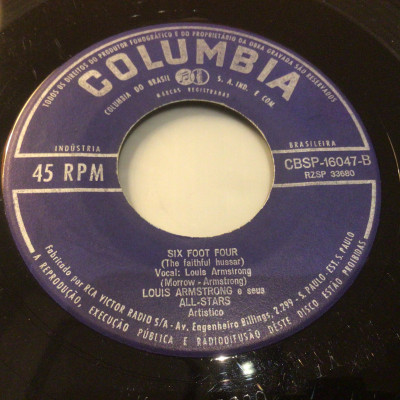 TODOS OS DIREITOS DO PRODUTOR FONOGRÁFICO E DO PROPRIETÁRIO DA OBRA GRAVADA SÃO RESERVADOS
COLUMBIA
COLUMBIA DO BRASIL S. A. IND. E COM
MARCAS REGISTRADAS
INDÚSTRIA BRASILEIRA
45 RPM CBSP-16047-B
RZSP 33680
SIX FOOT FOUR
(The faithful hussar)
Vocal: Louis Armstrong
(Morrow - Armstrong)
LOUIS ARMSTRONG e seus
ALL-STARS
Artístico
Fabricado por RCA VICTOR RADIO S/A - Av. Engenheiro Billings, 2.299 - S. PAULO - EST. S. PAULO
A REPRODUÇÃO, EXECUÇÃO PÚBLICA E RADIODIFUSÃO DÊSTE DISCO ESTÃO PROIBIDAS